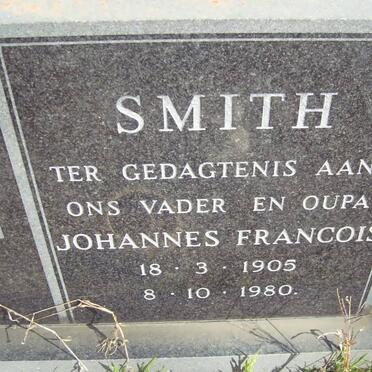 SMITH
TER GEDAGTENIS AAN
ONS VADER EN OUPA
JOHANNES FRANCOIS
18 · 3 · 1905
8 · 10 · 1980.